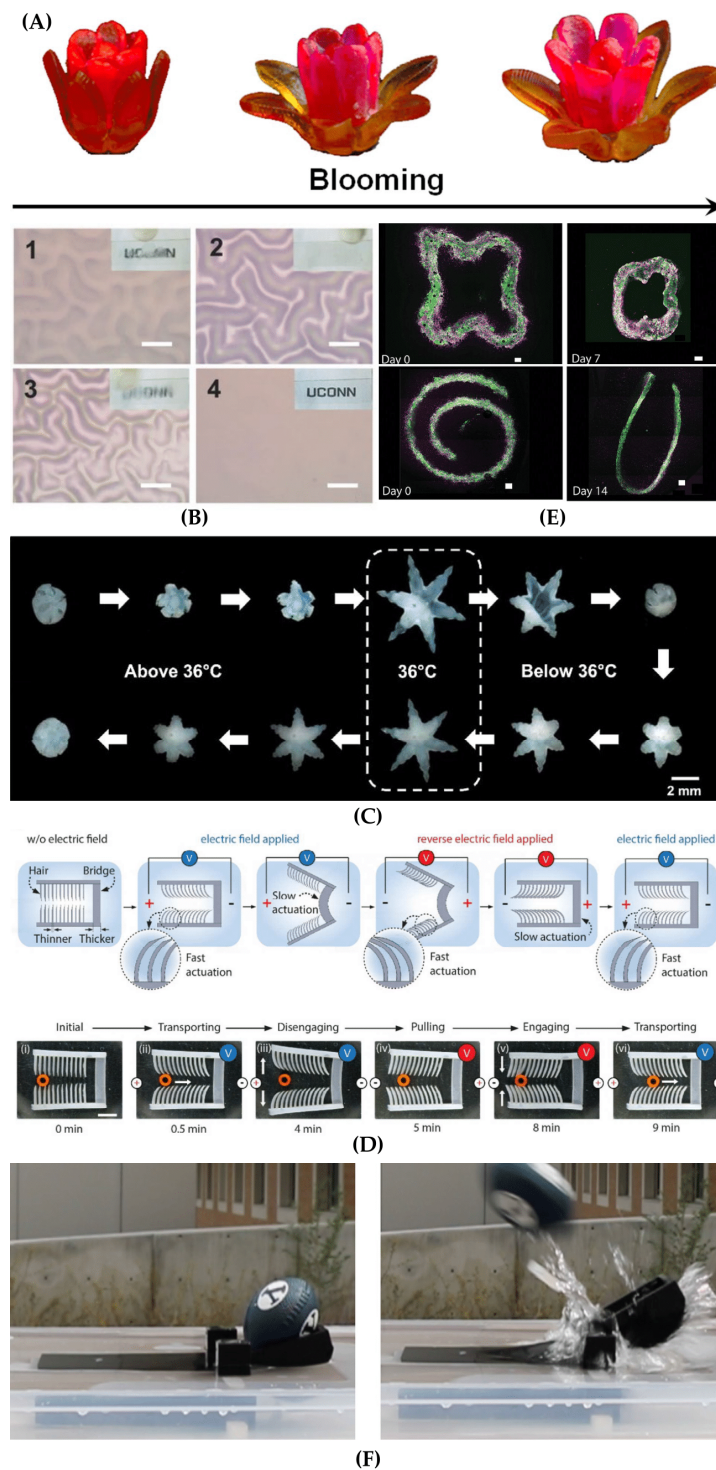 (A)
Blooming
1
UCONN
2
3
UCONN
4
UCONN
Day 0
Day 7
Day 0
Day 14
(B)
(E)
Above 36°C
36°C
Below 36°C
2 mm
(C)
w/o electric field
electric field applied
reverse electric field applied
electric field applied
Hair
Bridge
Thinner
Thicker
V
+
-
Fast
actuation
V
+
-
Slow
actuation
V
-
+
Fast
actuation
V
-
+
Slow actuation
V
+
-
Fast
actuation
Initial
Transporting
Disengaging
Pulling
Engaging
Transporting
(i)
(ii)
V
(iii)
V
(iv)
V
(v)
V
(vi)
V
+
-
+
-
-
+
-
+
+
-
0 min
0.5 min
4 min
5 min
8 min
9 min
(D)
(F)